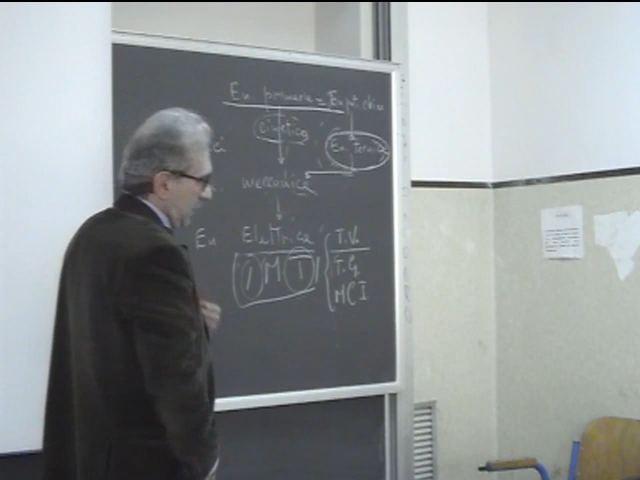 En primaria = En pot. chim
Cinetica
En. termica
meccanica
En Elettrica
T.V.
T.G.
MCI
I M I